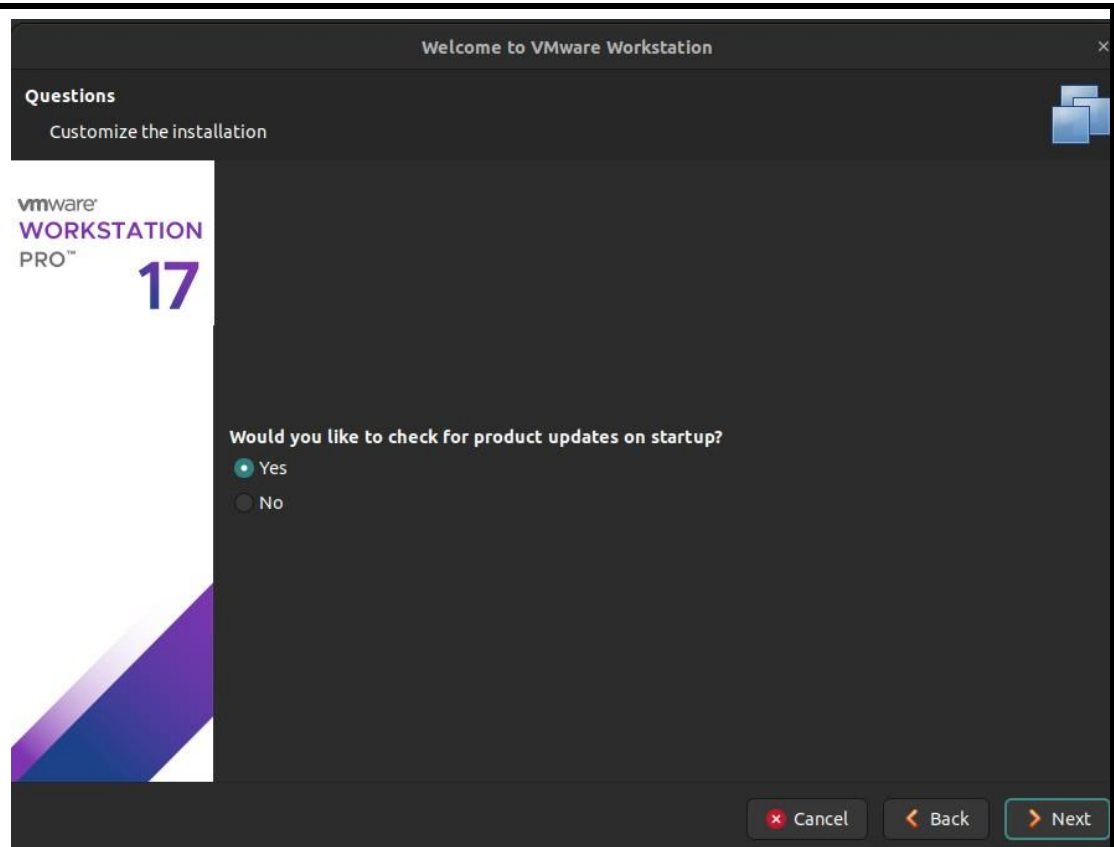 Welcome to VMware Workstation
Questions
Customize the installation
vmware®
WORKSTATION
PRO™
17
Would you like to check for product updates on startup?
Yes
No
Cancel
Back
Next